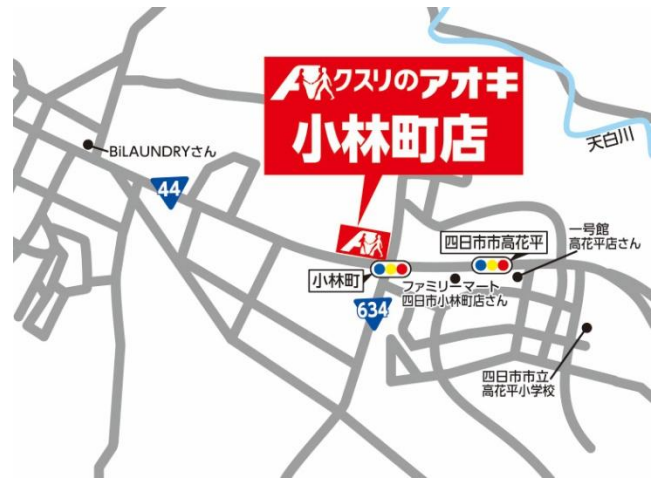 クスリのアオキ
小林町店
天白川
BiLAUNDRYさん
44
一号館
高花平店さん
四日市市高花平
小林町
ファミリーマート
四日市小林町店さん
634
四日市市立
高花平小学校